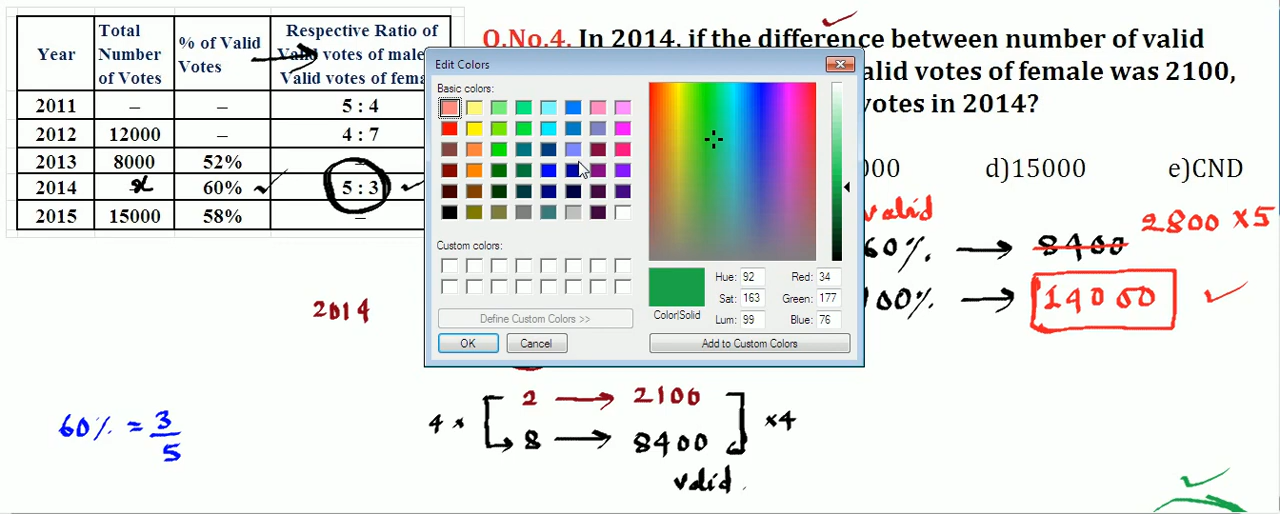 Year Total Number of Votes % of Valid Votes Respective Ratio of Valid votes of male Valid votes of fema
2011 – – 5 : 4
2012 12000 – 4 : 7
2013 8000 52% –
2014 x 60% 5 : 3
2015 15000 58% –
Q.No.4. In 2014, if the difference between number of valid
alid votes of female was 2100,
votes in 2014?
000 d)15000 e)CND
Edit Colors
Basic colors:
Custom colors:
Define Custom Colors >>
OK Cancel
Color|Solid
Hue: 92 Red: 34
Sat: 163 Green: 177
Lum: 99 Blue: 76
Add to Custom Colors
valid
60% → 8400 2800 × 5
100% → 14000
2014
60% = 3/5
2 → 2100
4 × 8 → 8400 ×4
valid